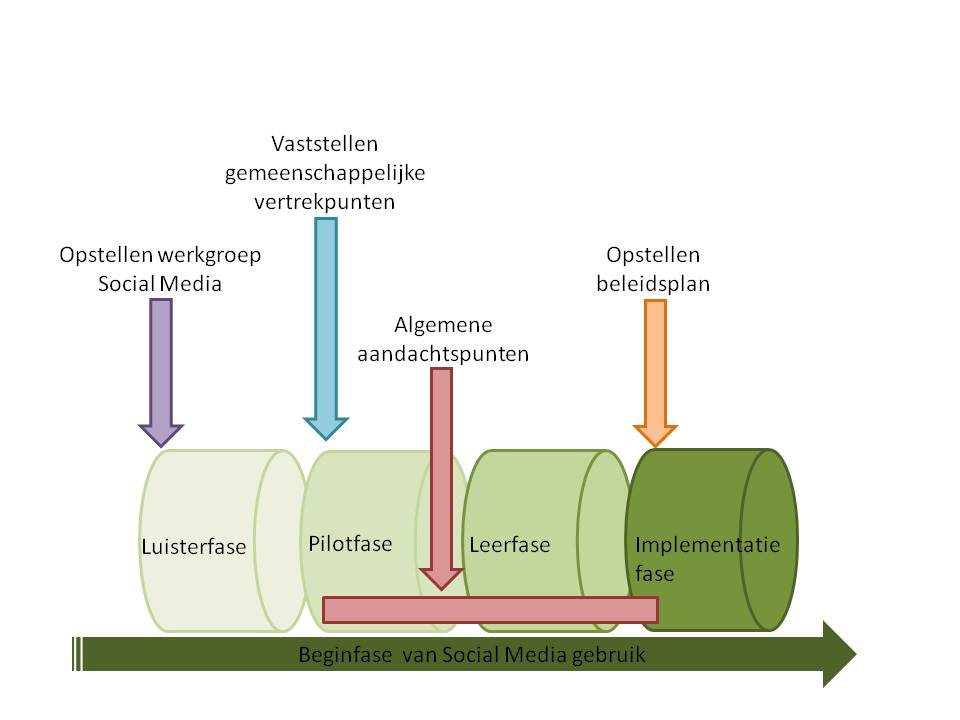 Vaststellen
gemeenschappelijke
vertrekpunten
Opstellen werkgroep
Social Media
Opstellen
beleidsplan
Algemene
aandachtspunten
Luisterfase
Pilotfase
Leerfase
Implementatie
fase
Beginfase van Social Media gebruik